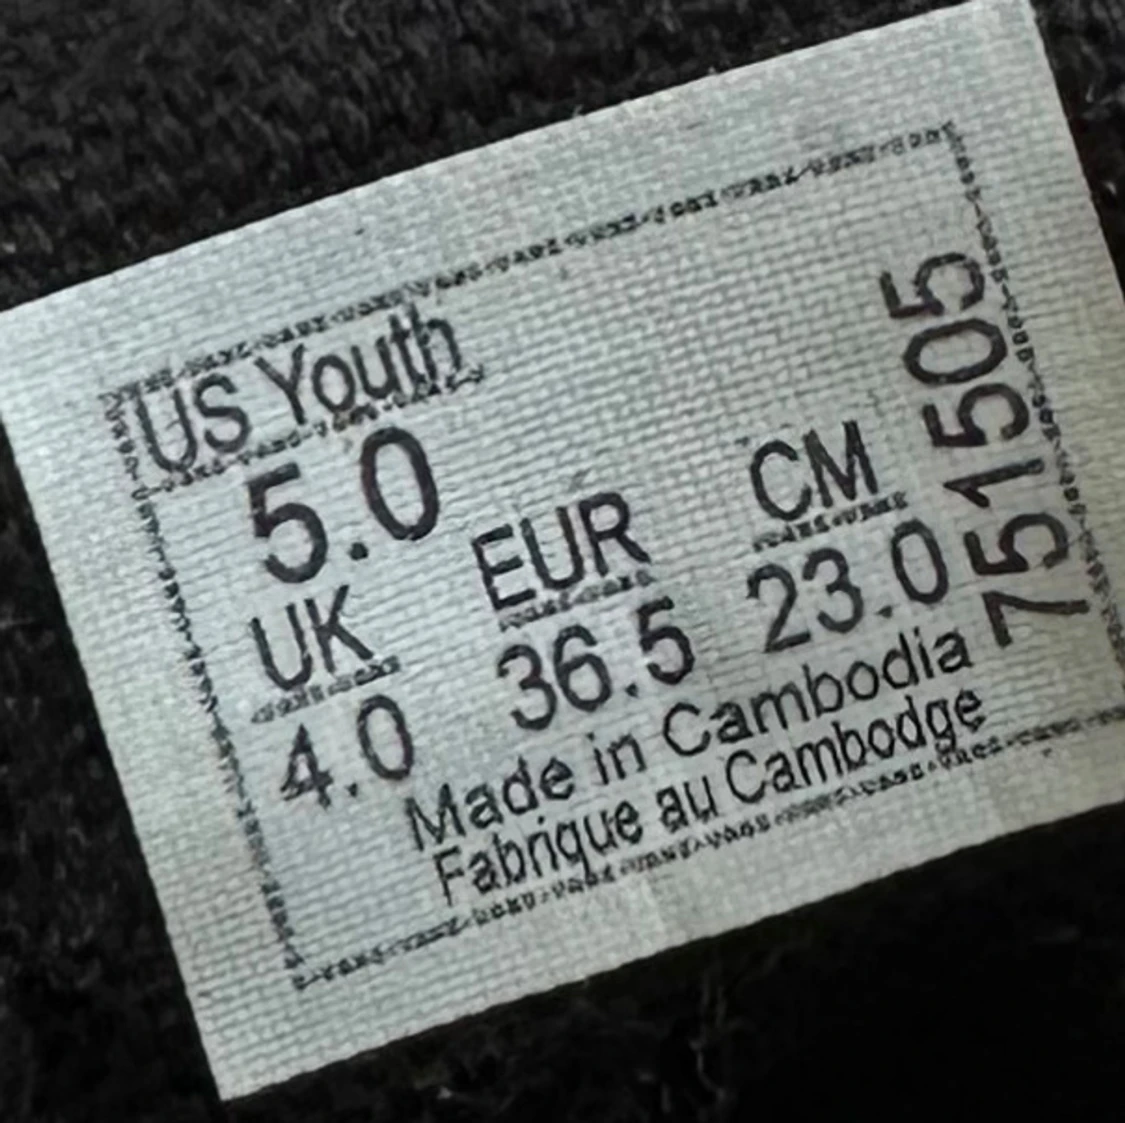 US Youth
5.0
UK EUR CM
4.0 36.5 23.0
Made in Cambodia
Fabrique au Cambodge
751505